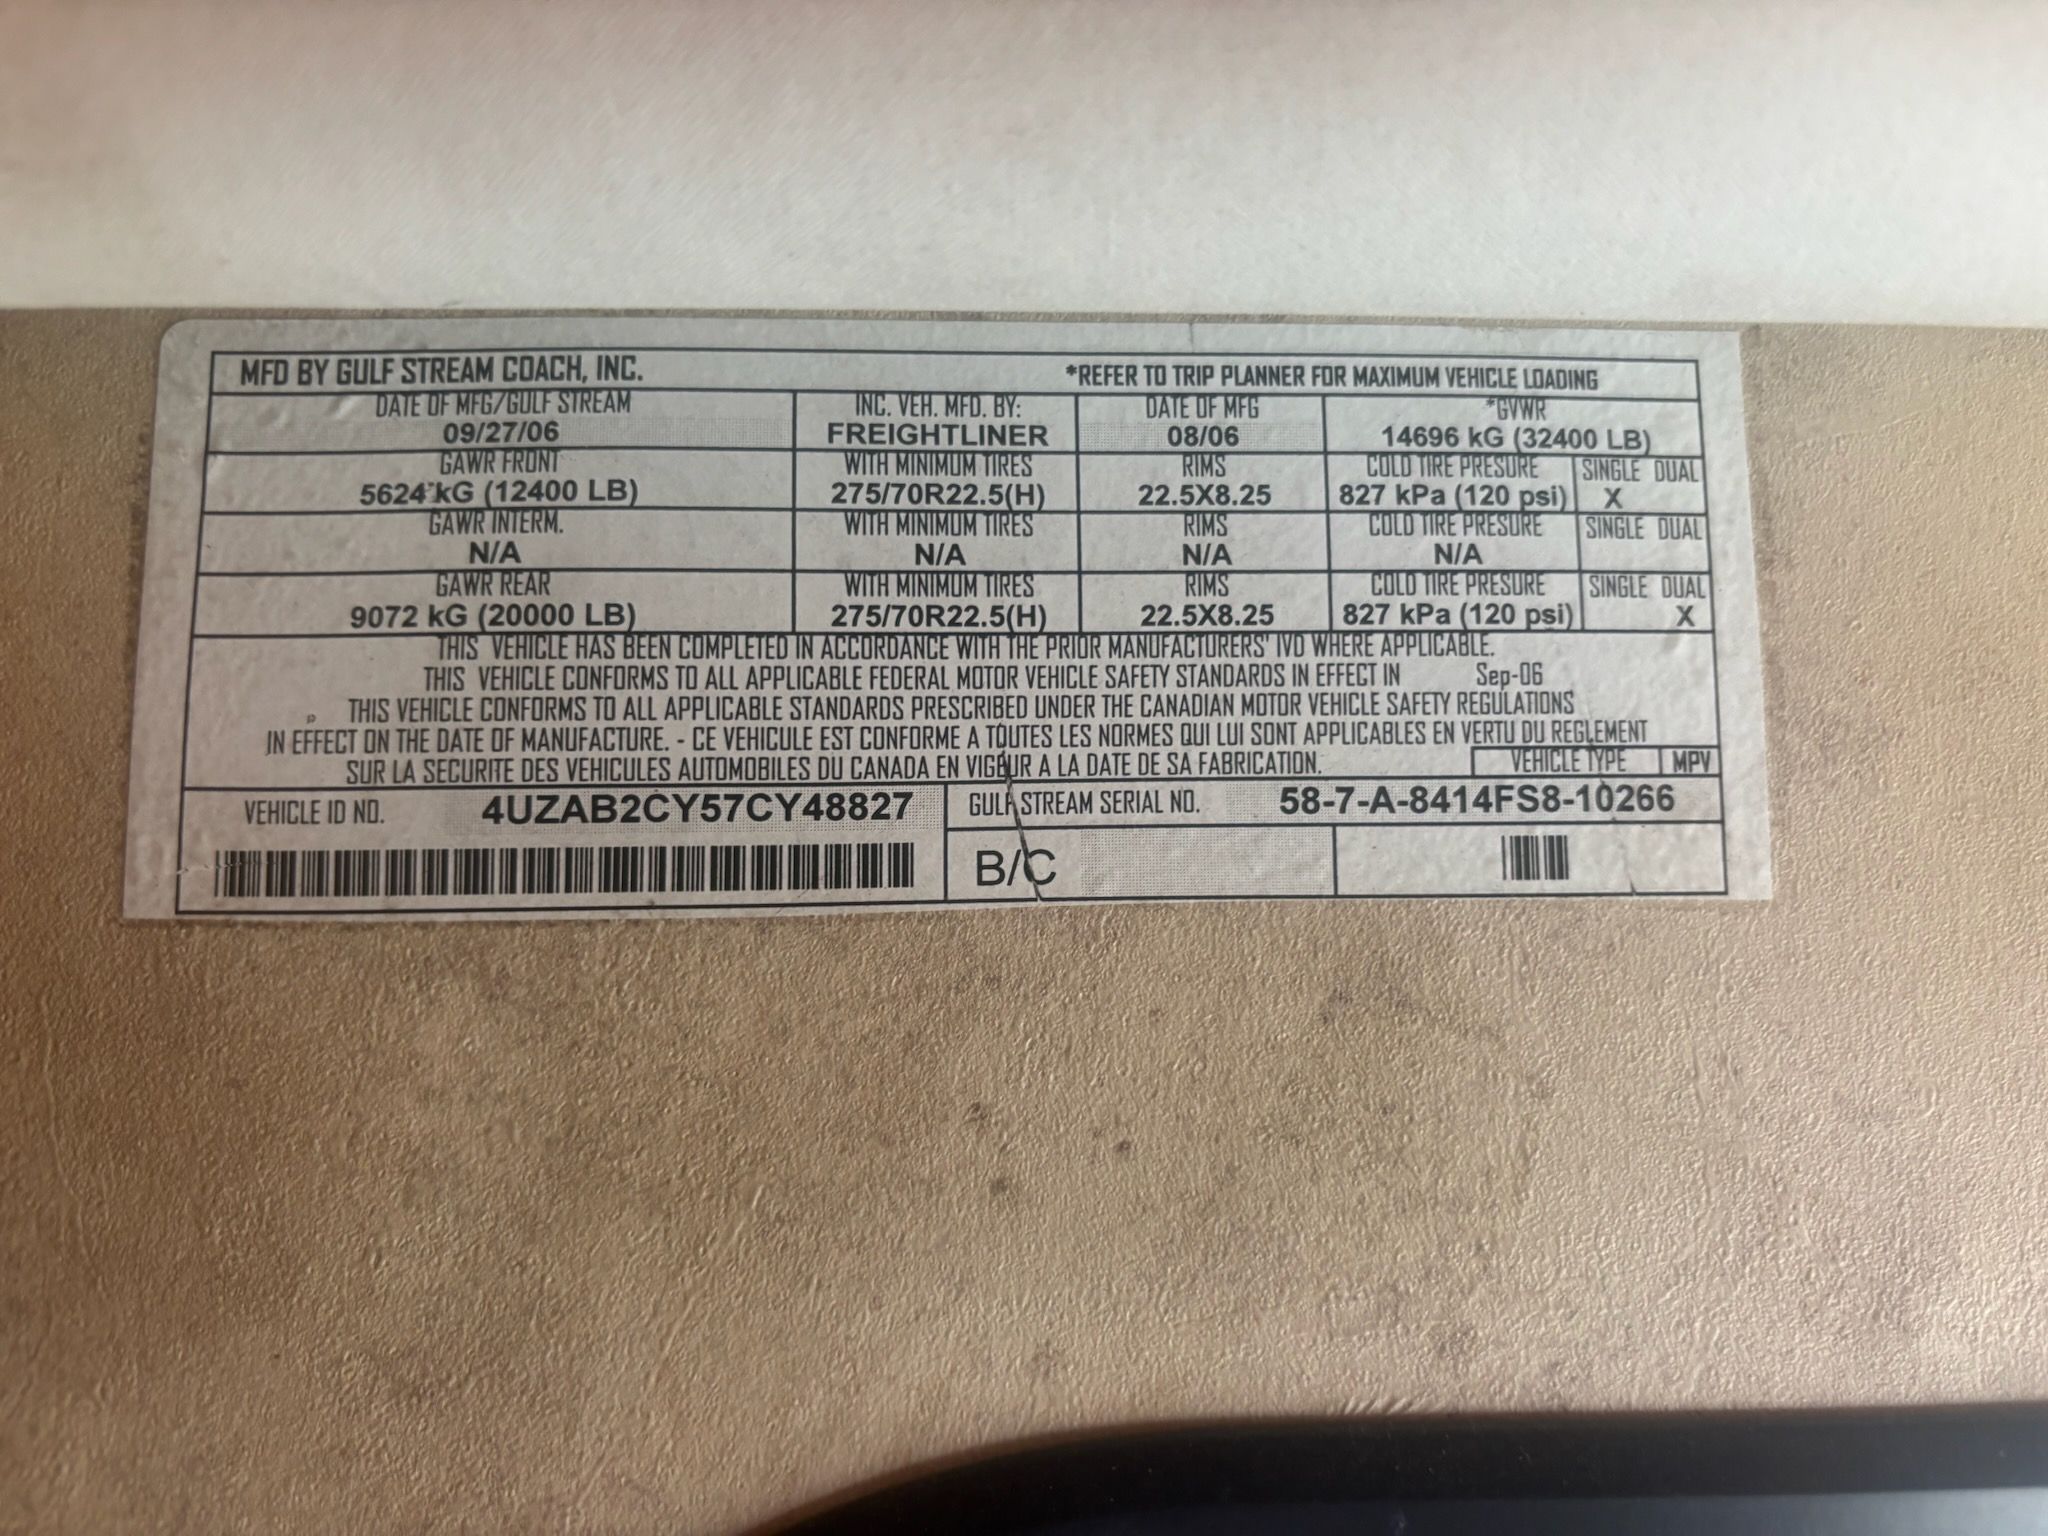 MFD BY GULF STREAM COACH, INC. *REFER TO TRIP PLANNER FOR MAXIMUM VEHICLE LOADING
DATE OF MFG/GULF STREAM INC. VEH. MFD. BY: DATE OF MFG *GVWR
09/27/06 FREIGHTLINER 08/06 14696 kG (32400 LB)
GAWR FRONT WITH MINIMUM TIRES RIMS COLD TIRE PRESURE SINGLE DUAL
5624 kG (12400 LB) 275/70R22.5(H) 22.5X8.25 827 kPa (120 psi) X
GAWR INTERM. WITH MINIMUM TIRES RIMS COLD TIRE PRESURE SINGLE DUAL
N/A N/A N/A N/A
GAWR REAR WITH MINIMUM TIRES RIMS COLD TIRE PRESURE SINGLE DUAL
9072 kG (20000 LB) 275/70R22.5(H) 22.5X8.25 827 kPa (120 psi) X
THIS VEHICLE HAS BEEN COMPLETED IN ACCORDANCE WITH THE PRIOR MANUFACTURERS' IVD WHERE APPLICABLE.
THIS VEHICLE CONFORMS TO ALL APPLICABLE FEDERAL MOTOR VEHICLE SAFETY STANDARDS IN EFFECT IN Sep-06
P THIS VEHICLE CONFORMS TO ALL APPLICABLE STANDARDS PRESCRIBED UNDER THE CANADIAN MOTOR VEHICLE SAFETY REGULATIONS
IN EFFECT ON THE DATE OF MANUFACTURE. - CE VEHICULE EST CONFORME A TOUTES LES NORMES QUI LUI SONT APPLICABLES EN VERTU DU REGLEMENT
SUR LA SECURITE DES VEHICULES AUTOMOBILES DU CANADA EN VIGEUR A LA DATE DE SA FABRICATION. VEHICLE TYPE MPV
VEHICLE ID NO. 4UZAB2CY57CY48827 GULF STREAM SERIAL NO. 58-7-A-8414FS8-10266
B/C